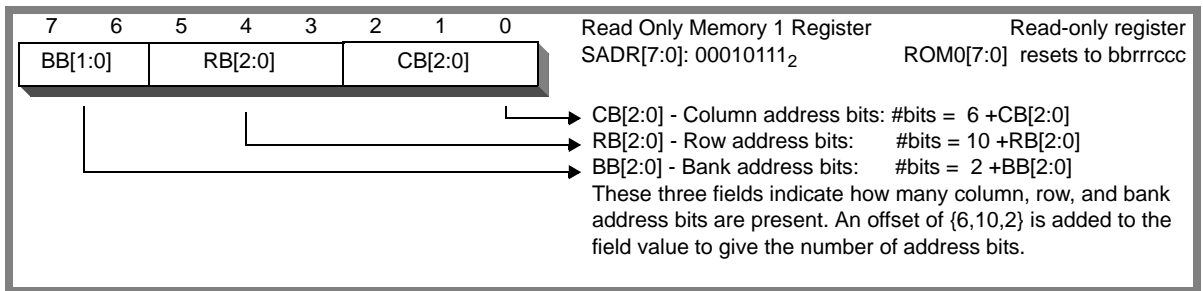 7 6 5 4 3 2 1 0
BB[1:0] RB[2:0] CB[2:0]
Read Only Memory 1 Register Read-only register
SADR[7:0]: 00010111₂ ROM0[7:0] resets to bbrrrccc
CB[2:0] - Column address bits: #bits = 6 +CB[2:0]
RB[2:0] - Row address bits: #bits = 10 +RB[2:0]
BB[2:0] - Bank address bits: #bits = 2 +BB[2:0]
These three fields indicate how many column, row, and bank
address bits are present. An offset of {6,10,2} is added to the
field value to give the number of address bits.